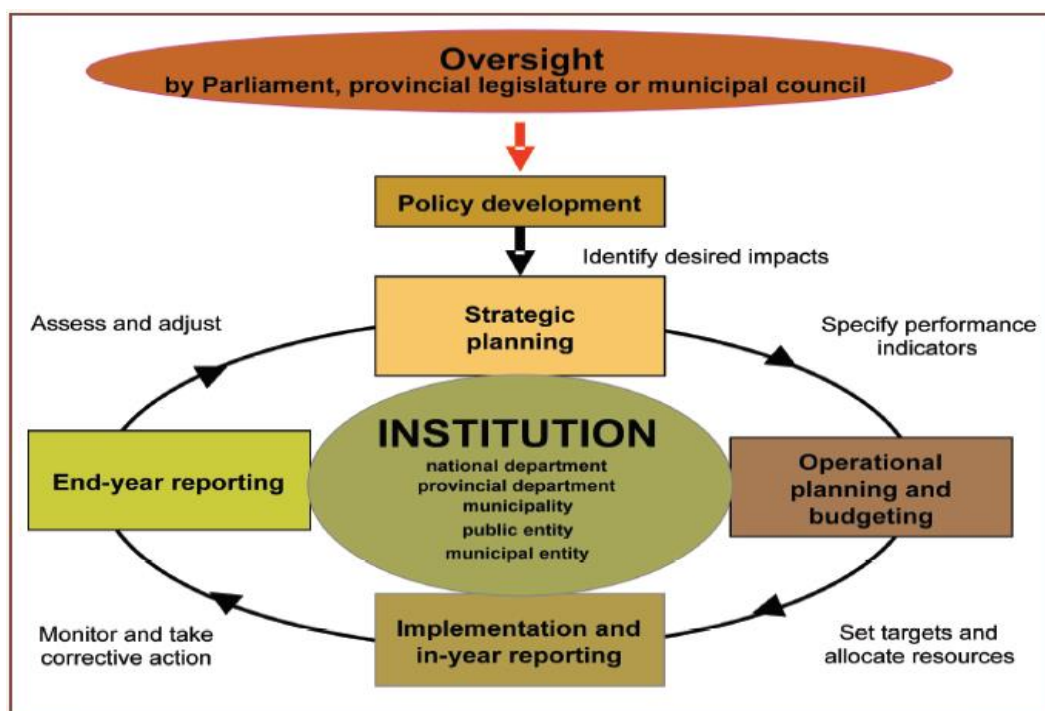 Oversight
by Parliament, provincial legislature or municipal council
Policy development
Identify desired impacts
Strategic
planning
Assess and adjust
Specify performance
indicators
INSTITUTION
national department
provincial department
municipality
public entity
municipal entity
End-year reporting
Operational
planning and
budgeting
Implementation and
in-year reporting
Monitor and take
corrective action
Set targets and
allocate resources